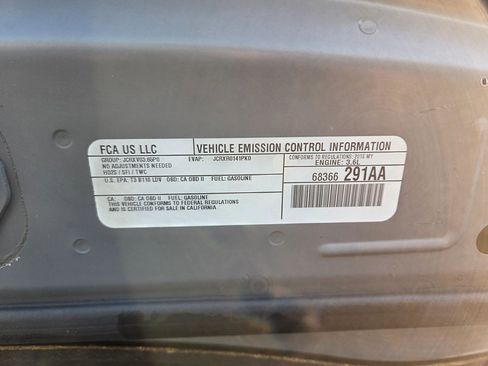 FCA US LLC
VEHICLE EMISSION CONTROL INFORMATION
GROUP: JCRXV03.65P0 EVAP: JCRXR0141PK0
NO ADJUSTMENTS NEEDED
HO2S / SFI / TWC
CONFORMS TO REGULATIONS: 2018 MY
ENGINE: 3.6L
U.S. EPA: T3 B110 LDV OBD: CA OBD II FUEL: GASOLINE
68366 291AA
CA: OBD: CA OBD II FUEL: GASOLINE
THIS VEHICLE CONFORMS TO FEDERAL REGULATIONS
AND IS CERTIFIED FOR SALE IN CALIFORNIA.